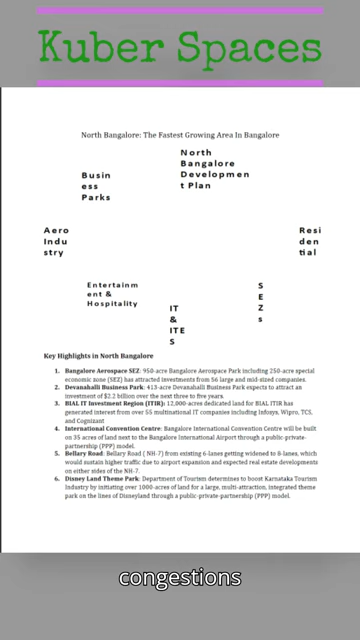 Kuber Spaces
North Bangalore: The Fastest Growing Area In Bangalore
North
Bangalore
Developmen
t Plan
Busin
ess
Parks
Aero
Indu
stry
Resi
den
tial
Entertainm
ent &
Hospitality
S
E
Z
s
IT
&
ITE
S
Key Highlights in North Bangalore
1. Bangalore Aerospace SEZ: 950-acre Bangalore Aerospace Park including 250-acre special
economic zone (SEZ) has attracted investments from 56 large and mid-sized companies.
2. Devanahalli Business Park: 413-acre Devanahalli Business Park expects to attract an
investment of $2.2 billion over the next three to five years.
3. BIAL IT Investment Region (ITIR): 12,000-acres dedicated land for BIAL ITIR has
generated interest from over 55 multinational IT companies including Infosys, Wipro, TCS,
and Cognizant
4. International Convention Centre: Bangalore International Convention Centre will be built
on 35 acres of land next to the Bangalore International Airport through a public-private-
partnership (PPP) model.
5. Bellary Road: Bellary Road ( NH-7) from existing 6-lanes getting widened to 8-lanes, which
would sustain higher traffic due to airport expansion and expected real estate developments
on either sides of the NH-7.
6. Disney Land Theme Park: Department of Tourism determines to boost Karnataka Tourism
Industry by initiating over 1000-acres of land for a large, multi-attraction, integrated theme
park on the lines of Disneyland through a public-private-partnership (PPP) model.
congestions